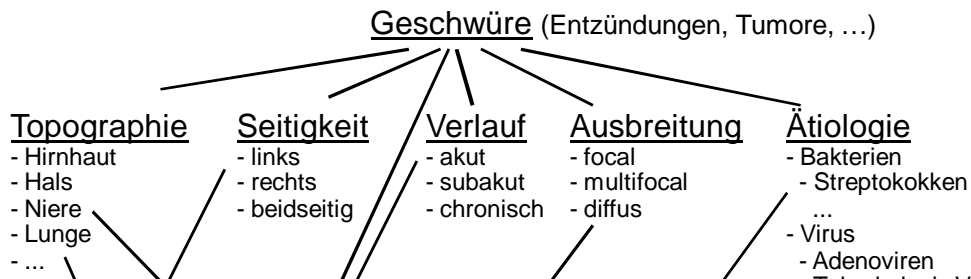 Geschwüre (Entzündungen, Tumore, …)
Topographie
- Hirnhaut
- Hals
- Niere
- Lunge
- ...
Seitigkeit
- links
- rechts
- beidseitig
Verlauf
- akut
- subakut
- chronisch
Ausbreitung
- focal
- multifocal
- diffus
Ätiologie
- Bakterien
- Streptokokken
...
- Virus
- Adenoviren